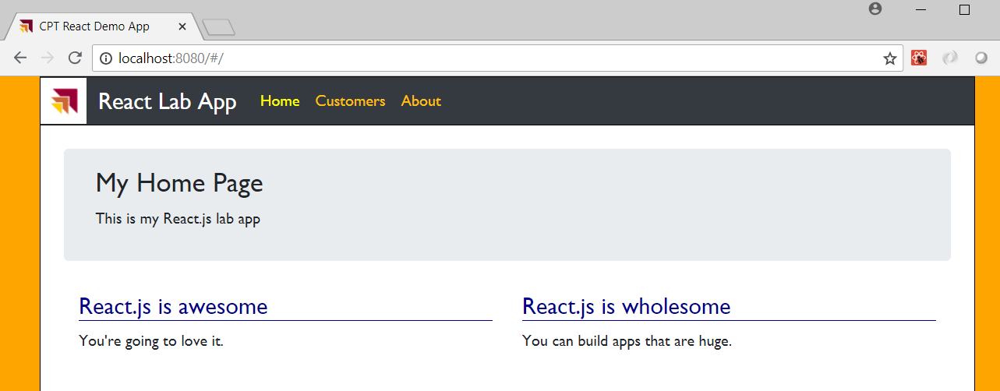 CPT React Demo App
localhost:8080/#/
React Lab App Home Customers About
My Home Page
This is my React.js lab app
React.js is awesome
React.js is wholesome
You're going to love it.
You can build apps that are huge.